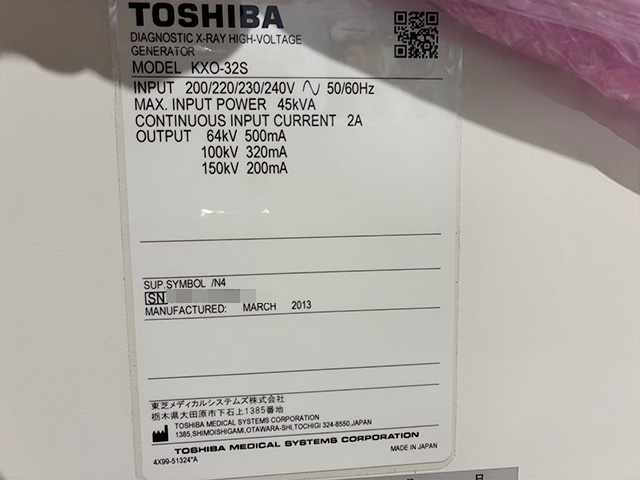 TOSHIBA
DIAGNOSTIC X-RAY HIGH-VOLTAGE
GENERATOR
MODEL KXO-32S
INPUT 200/220/230/240V ∿ 50/60Hz
MAX. INPUT POWER 45kVA
CONTINUOUS INPUT CURRENT 2A
OUTPUT 64kV 500mA
100kV 320mA
150kV 200mA
SUP.SYMBOL /N4
SN
MANUFACTURED: MARCH 2013
東芝メディカルシステムズ株式会社
栃木県大田原市下石上1385番地
TOSHIBA MEDICAL SYSTEMS CORPORATION
1385,SHIMOISHIGAMI,OTAWARA-SHI,TOCHIGI 324-8550,JAPAN
TOSHIBA MEDICAL SYSTEMS CORPORATION
4X99-51324*A MADE IN JAPAN